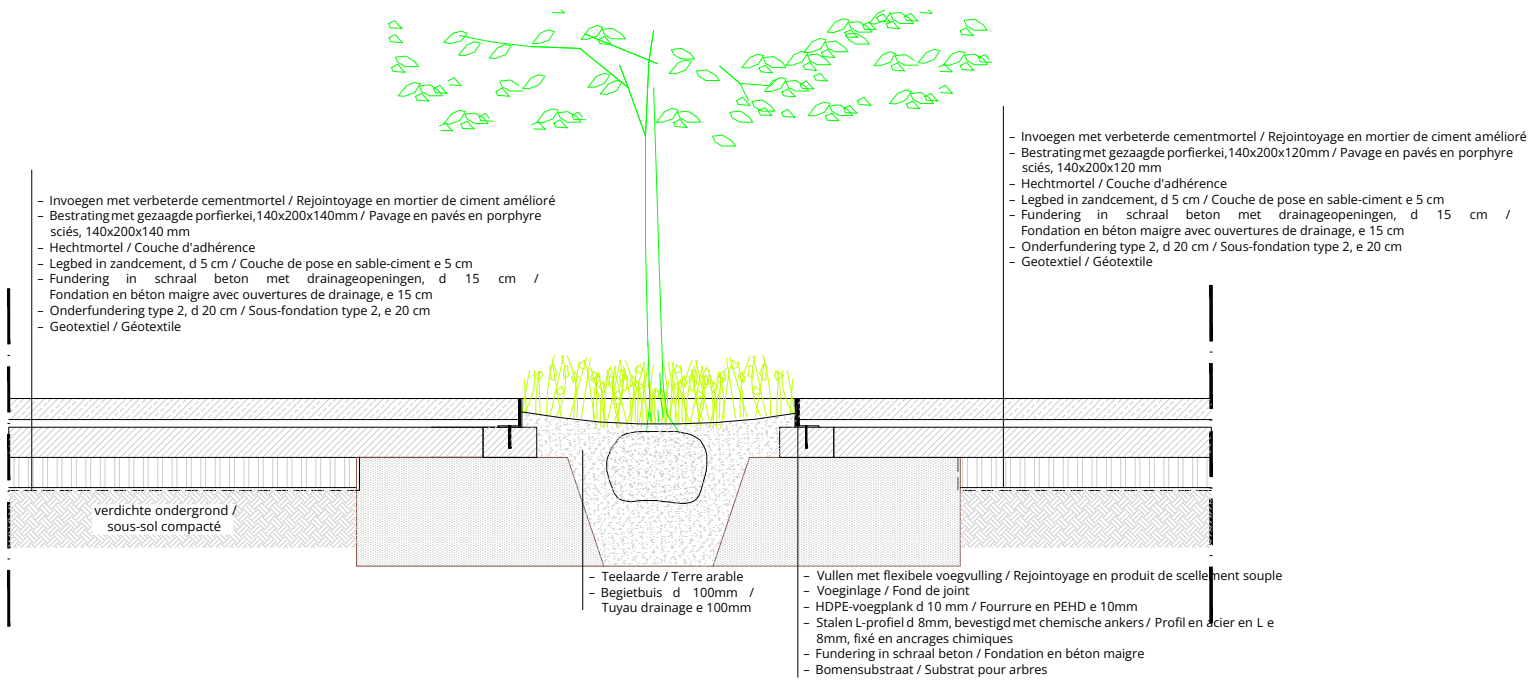 – Invoegen met verbeterde cementmortel / Rejointoyage en mortier de ciment amélioré
– Bestrating met gezaagde porfierkei,140x200x140mm / Pavage en pavés en porphyre
sciés, 140x200x140 mm
– Hechtmortel / Couche d'adhérence
– Legbed in zandcement, d 5 cm / Couche de pose en sable-ciment e 5 cm
– Fundering in schraal beton met drainageopeningen, d 15 cm /
Fondation en béton maigre avec ouvertures de drainage, e 15 cm
– Onderfundering type 2, d 20 cm / Sous-fondation type 2, e 20 cm
– Geotextiel / Géotextile
– Invoegen met verbeterde cementmortel / Rejointoyage en mortier de ciment amélioré
– Bestrating met gezaagde porfierkei,140x200x120mm / Pavage en pavés en porphyre
sciés, 140x200x120 mm
– Hechtmortel / Couche d'adhérence
– Legbed in zandcement, d 5 cm / Couche de pose en sable-ciment e 5 cm
– Fundering in schraal beton met drainageopeningen, d 15 cm /
Fondation en béton maigre avec ouvertures de drainage, e 15 cm
– Onderfundering type 2, d 20 cm / Sous-fondation type 2, e 20 cm
– Geotextiel / Géotextile
verdichte ondergrond /
sous-sol compacté
– Teelaarde / Terre arable
– Begietbuis d 100mm /
Tuyau drainage e 100mm
– Vullen met flexibele voegvulling / Rejointoyage en produit de scellement souple
– Voeginlage / Fond de joint
– HDPE-voegplank d 10 mm / Fourrure en PEHD e 10mm
– Stalen L-profiel d 8mm, bevestigd met chemische ankers / Profil en acier en L e
8mm, fixé en ancrages chimiques
– Fundering in schraal beton / Fondation en béton maigre
– Bomensubstraat / Substrat pour arbres